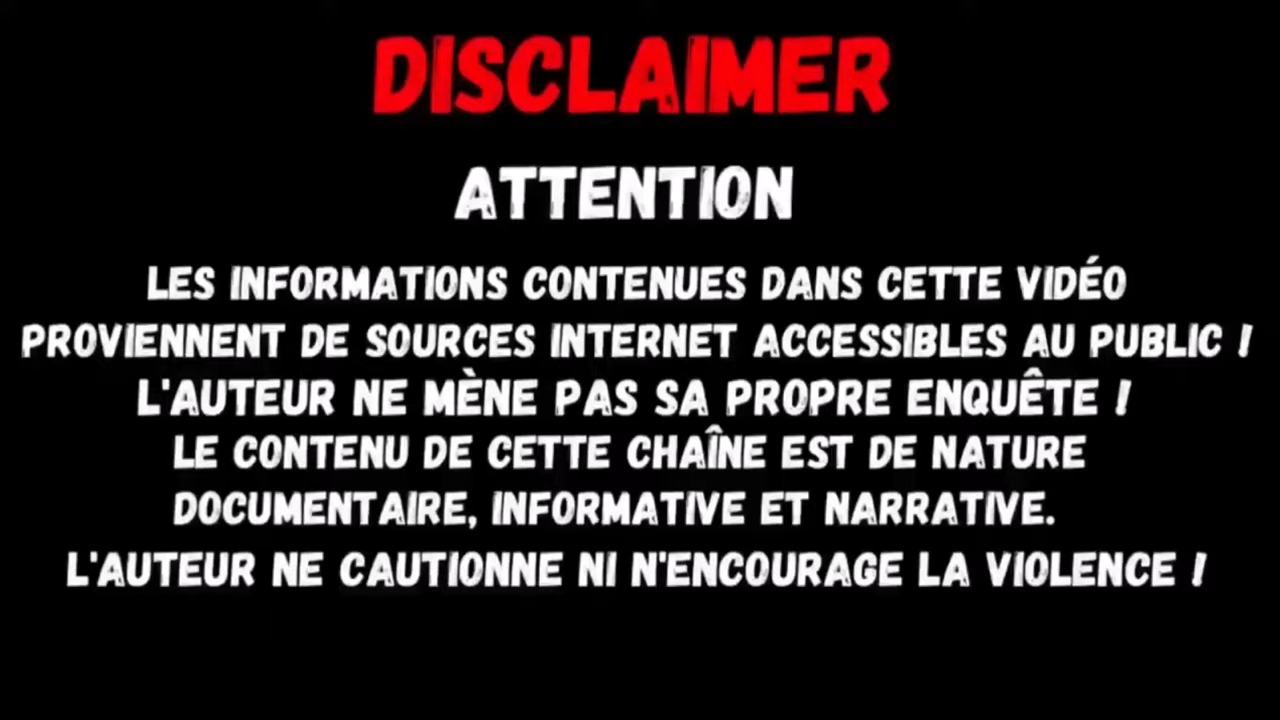 DISCLAIMER
ATTENTION
LES INFORMATIONS CONTENUES DANS CETTE VIDÉO
PROVIENNENT DE SOURCES INTERNET ACCESSIBLES AU PUBLIC !
L'AUTEUR NE MÈNE PAS SA PROPRE ENQUÊTE !
LE CONTENU DE CETTE CHAÎNE EST DE NATURE
DOCUMENTAIRE, INFORMATIVE ET NARRATIVE.
L'AUTEUR NE CAUTIONNE NI N'ENCOURAGE LA VIOLENCE !